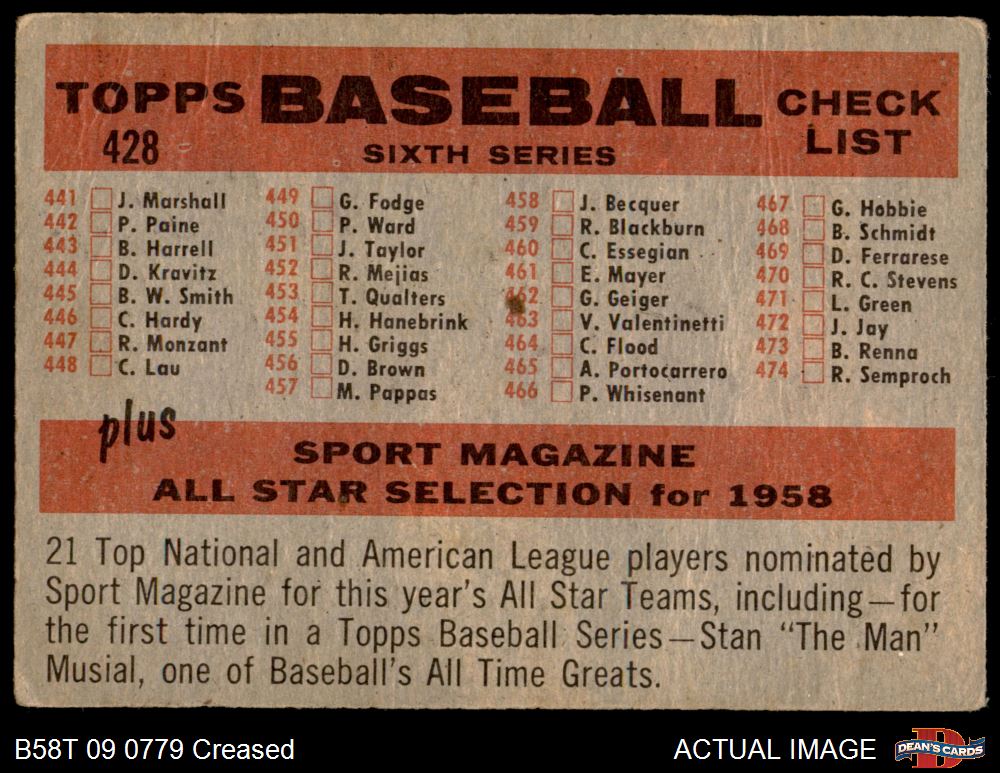 TOPPS BASEBALL CHECK LIST
428
SIXTH SERIES
441 J. Marshall
442 P. Paine
443 B. Harrell
444 D. Kravitz
445 B. W. Smith
446 C. Hardy
447 R. Monzant
448 C. Lau
449 G. Fodge
450 P. Ward
451 J. Taylor
452 R. Mejias
453 T. Qualters
454 H. Hanebrink
455 H. Griggs
456 D. Brown
457 M. Pappas
458 J. Becquer
459 R. Blackburn
460 C. Essegian
461 E. Mayer
462 G. Geiger
463 V. Valentinetti
464 C. Flood
465 A. Portocarrero
466 P. Whisenant
467 G. Hobbie
468 B. Schmidt
469 D. Ferrarese
470 R. C. Stevens
471 L. Green
472 J. Jay
473 B. Renna
474 R. Semproch
plus
SPORT MAGAZINE
ALL STAR SELECTION for 1958
21 Top National and American League players nominated by
Sport Magazine for this year's All Star Teams, including—for
the first time in a Topps Baseball Series—Stan "The Man"
Musial, one of Baseball's All Time Greats.
B58T 09 0779 Creased
ACTUAL IMAGE
DEAN'S CARDS